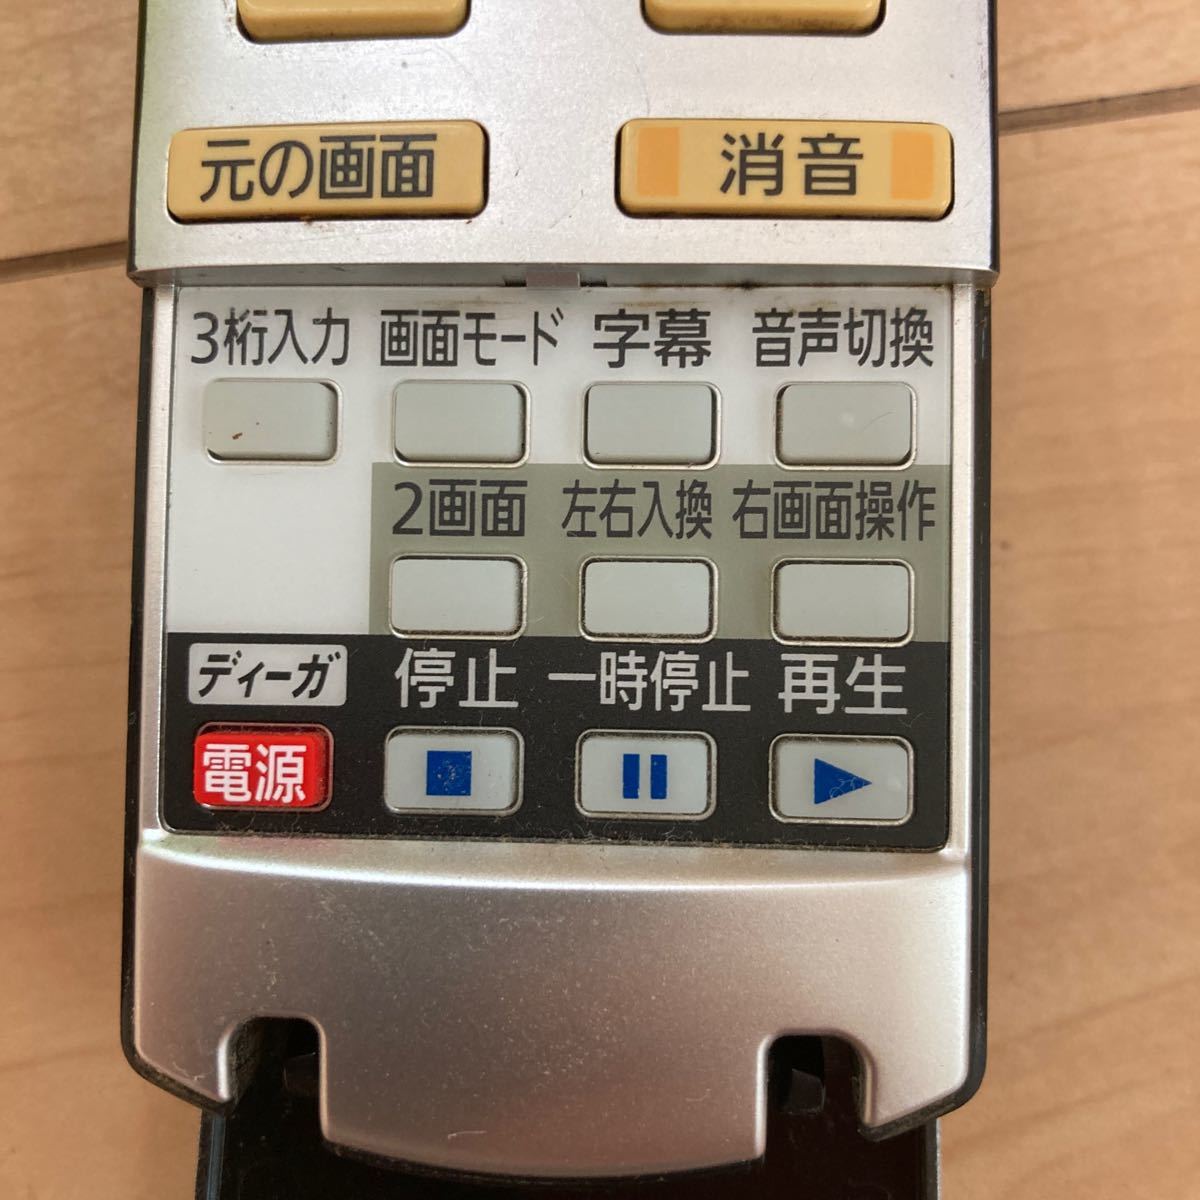 元の画面 消音
3桁入力 画面モード 字幕 音声切換
2画面 左右入換 右画面操作
ディーガ 停止 一時停止 再生
電源